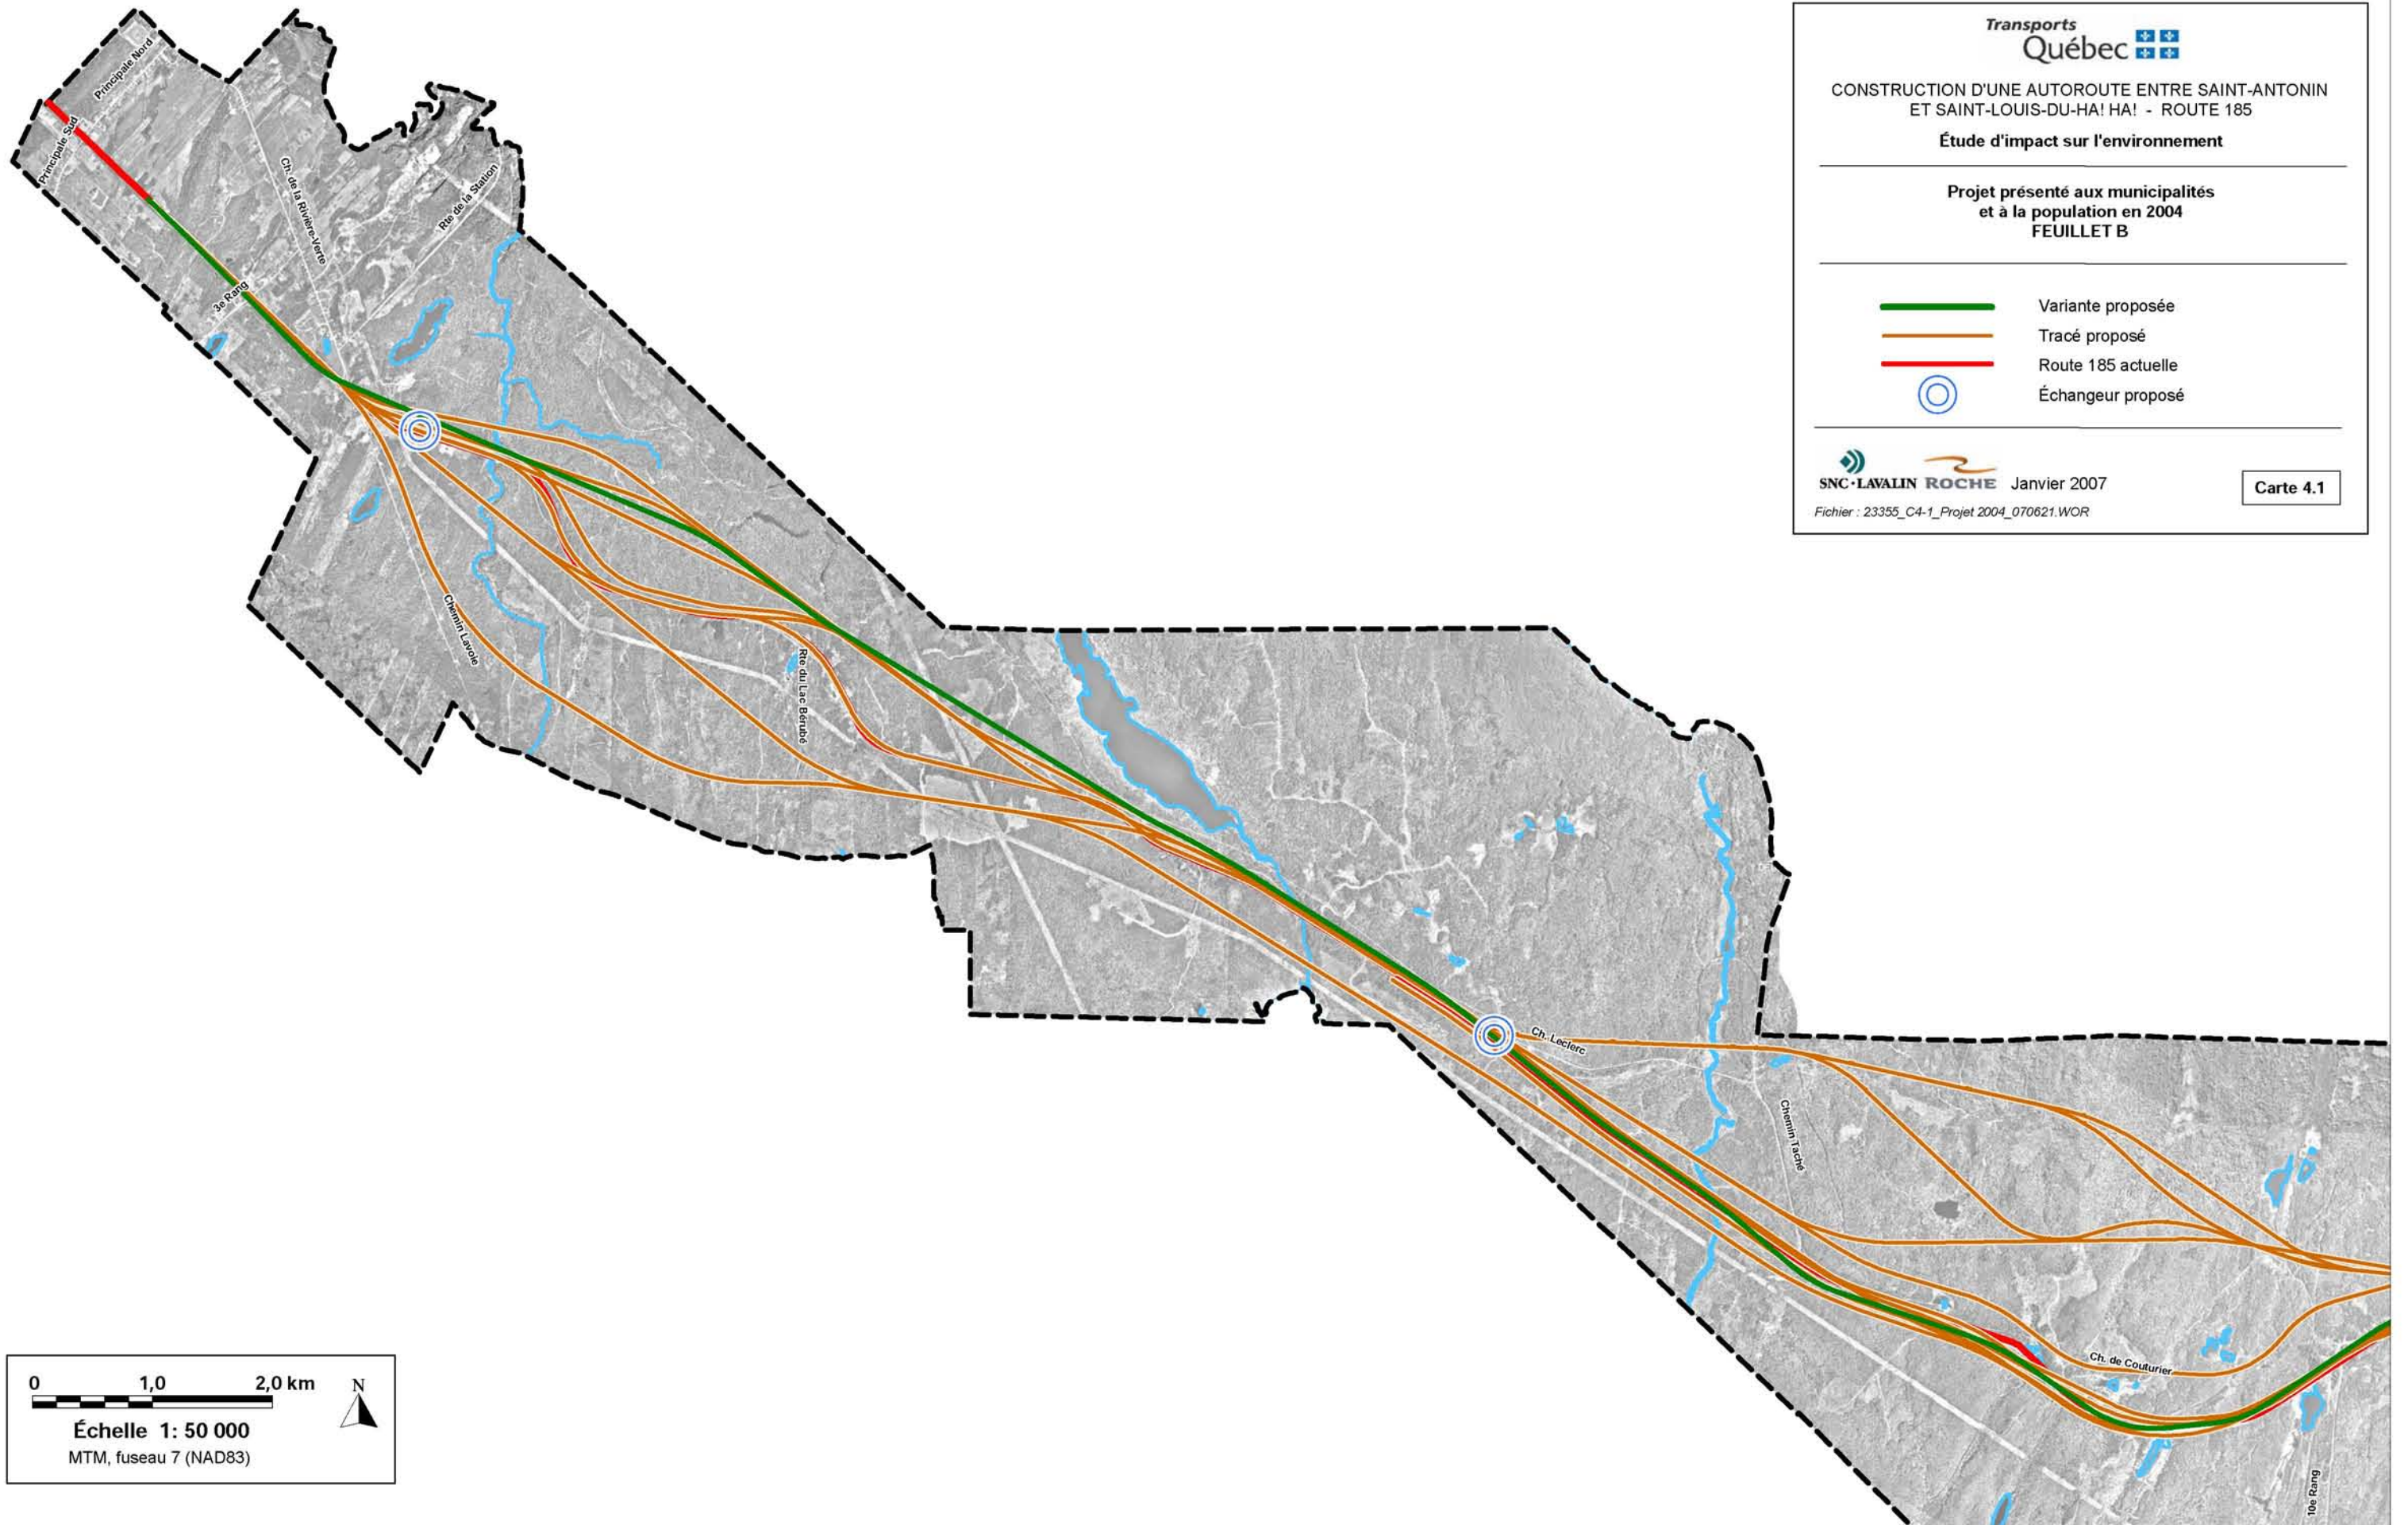 Transports
Québec
CONSTRUCTION D'UNE AUTOROUTE ENTRE SAINT-ANTONIN
ET SAINT-LOUIS-DU-HA! HA! - ROUTE 185
Étude d'impact sur l'environnement
Projet présenté aux municipalités
et à la population en 2004
FEUILLET B
Variante proposée
Tracé proposé
Route 185 actuelle
Échangeur proposé
SNC•LAVALIN ROCHE Janvier 2007
Carte 4.1
Fichier : 23355_C4-1_Projet 2004_070621.WOR
Principale Nord
Principale Sud
Ch. de la Rivière-Verte
Rte de la Station
3e Rang
Chemin Lavoie
Rte du Lac Bérubé
Ch. Leclerc
Chemin Taché
Ch. de Couturier
10e Rang
0 1,0 2,0 km
N
Échelle 1: 50 000
MTM, fuseau 7 (NAD83)